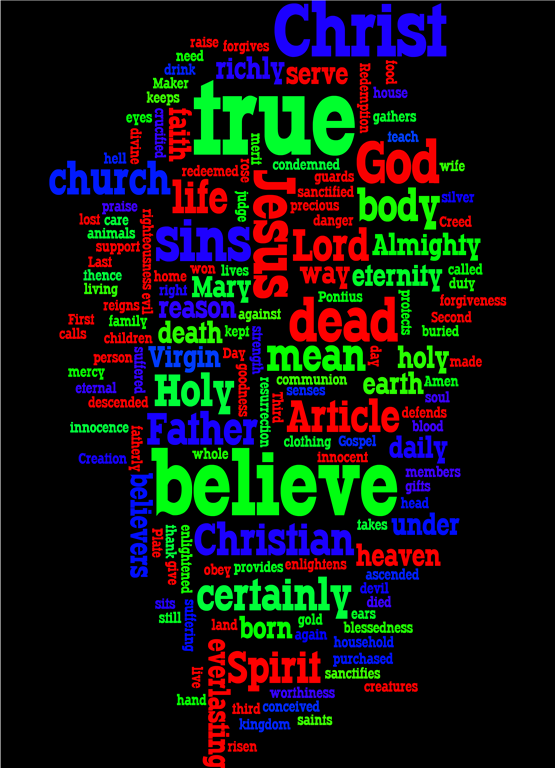 Christ
raise
forgives
need
richly
serve
drink
food
Redemption
Maker
house
keeps
true
eyes
crucified
faith
gathers
divine
merit
teach
hell
condemned
God
wife
church
redeemed
rose
guards
life
Jesus
sanctified
body
silver
praise
judge
precious
lost
care
righteousness
danger
Creed
animals
sins
Lord
Almighty
support
Last
home
won
lives
way
eternity
called
thence
duty
living
right
Mary
Pontius
protects
forgiveness
reigns
evil
reason
against
dead
First
family
Second
calls
children
death
kept
strength
buried
person
suffered
Virgin
Day
mean
day
holy
made
mercy
goodness
communion
eternal
Holy
resurrection
senses
earth
Amen
descended
Third
soul
Article
defends
innocence
fatherly
Father
blood
clothing
Gospel
daily
Creation
whole
innocent
believe
members
believers
gifts
head
takes
under
Christian
Plate
thank
give
enlightened
obey
provides
enlightens
heaven
ascended
certainly
devil
sits
died
still
suffering
ears
land
born
gold
blessedness
again
household
everlasting
Spirit
purchased
live
sanctifies
creatures
worthiness
hand
third
conceived
kingdom
saints
risen